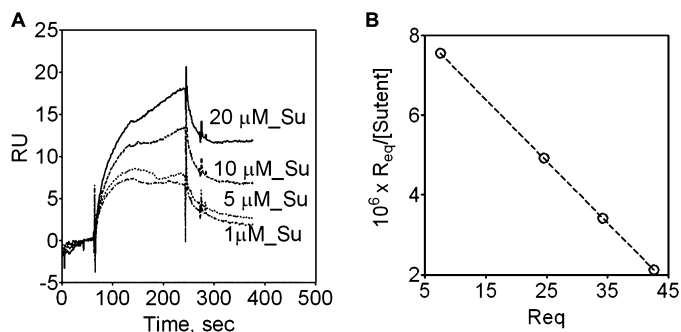 A
25
20
15
10
5
0
-5
RU
20 μM_Su
10 μM_Su
5 μM_Su
1μM_Su
0 100 200 300 400 500
Time, sec
B
8
6
4
2
10⁶ x Req/[Sutent]
5 15 25 35 45
Req